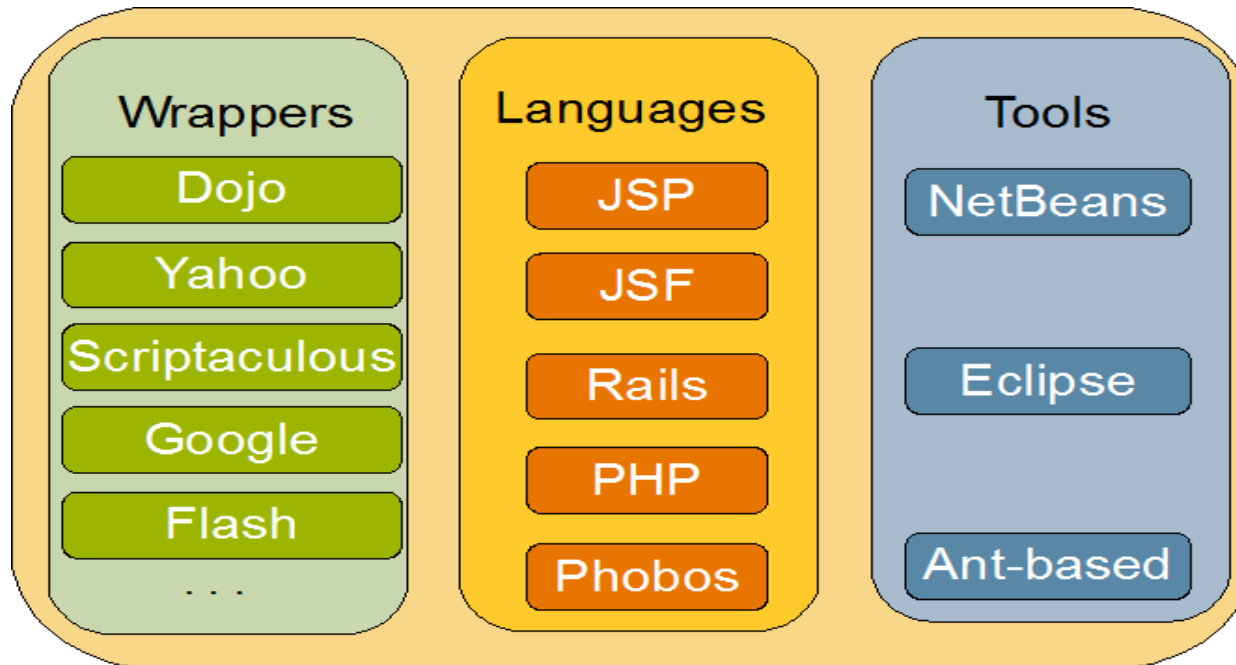 Wrappers
Dojo
Yahoo
Scriptaculous
Google
Flash
. . .
Languages
JSP
JSF
Rails
PHP
Phobos
Tools
NetBeans
Eclipse
Ant-based